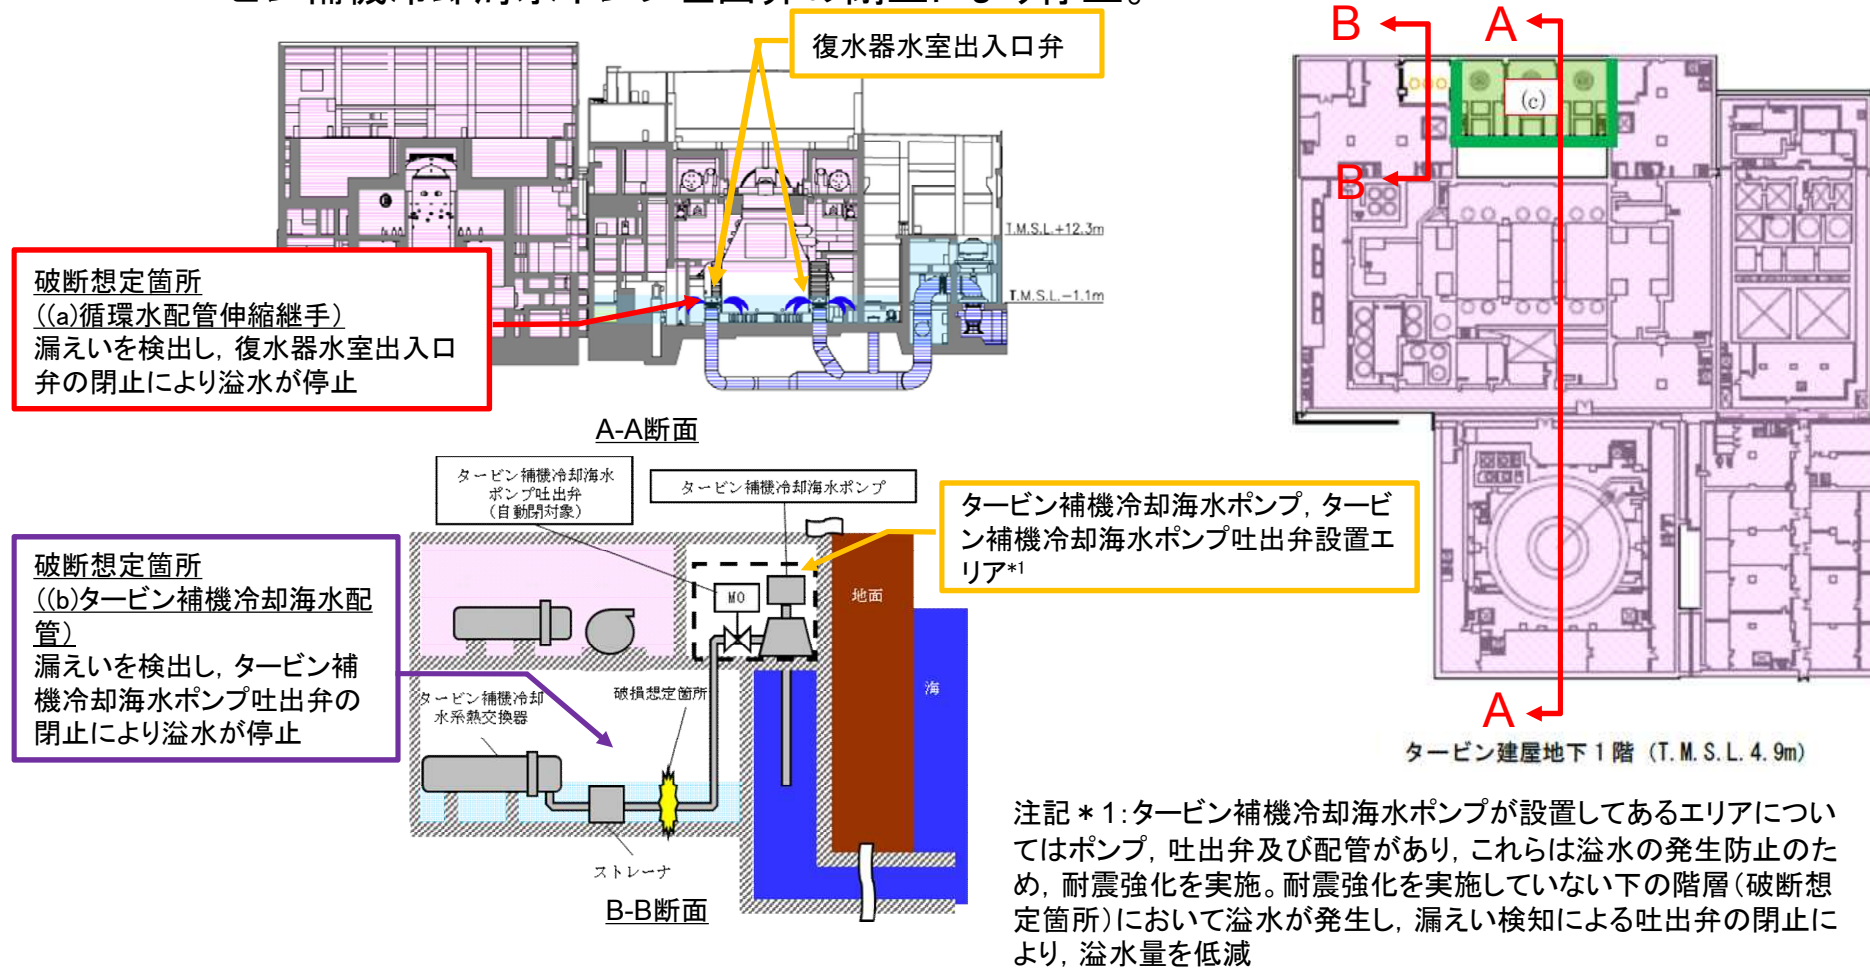 復水器水室出入口弁
B
A
(c)
B
T.M.S.L.+12.3m
T.M.S.L.-1.1m
破断想定箇所
((a)循環水配管伸縮継手)
漏えいを検出し, 復水器水室出入口
弁の閉止により溢水が停止
A-A断面
タービン補機冷却海水
ポンプ吐出弁
(自動閉対象)
タービン補機冷却海水ポンプ
タービン補機冷却海水ポンプ, タービ
ン補機冷却海水ポンプ吐出弁設置エ
リア*1
破断想定箇所
((b)タービン補機冷却海水配
管)
漏えいを検出し, タービン補
機冷却海水ポンプ吐出弁の
閉止により溢水が停止
MO
地面
海
タービン補機冷却
水系熱交換器
破損想定箇所
ストレーナ
B-B断面
A
タービン建屋地下1階 (T.M.S.L.4.9m)
注記*1:タービン補機冷却海水ポンプが設置してあるエリアについ
てはポンプ, 吐出弁及び配管があり, これらは溢水の発生防止のた
め, 耐震強化を実施。耐震強化を実施していない下の階層(破断想
定箇所)において溢水が発生し, 漏えい検知による吐出弁の閉止に
より, 溢水量を低減